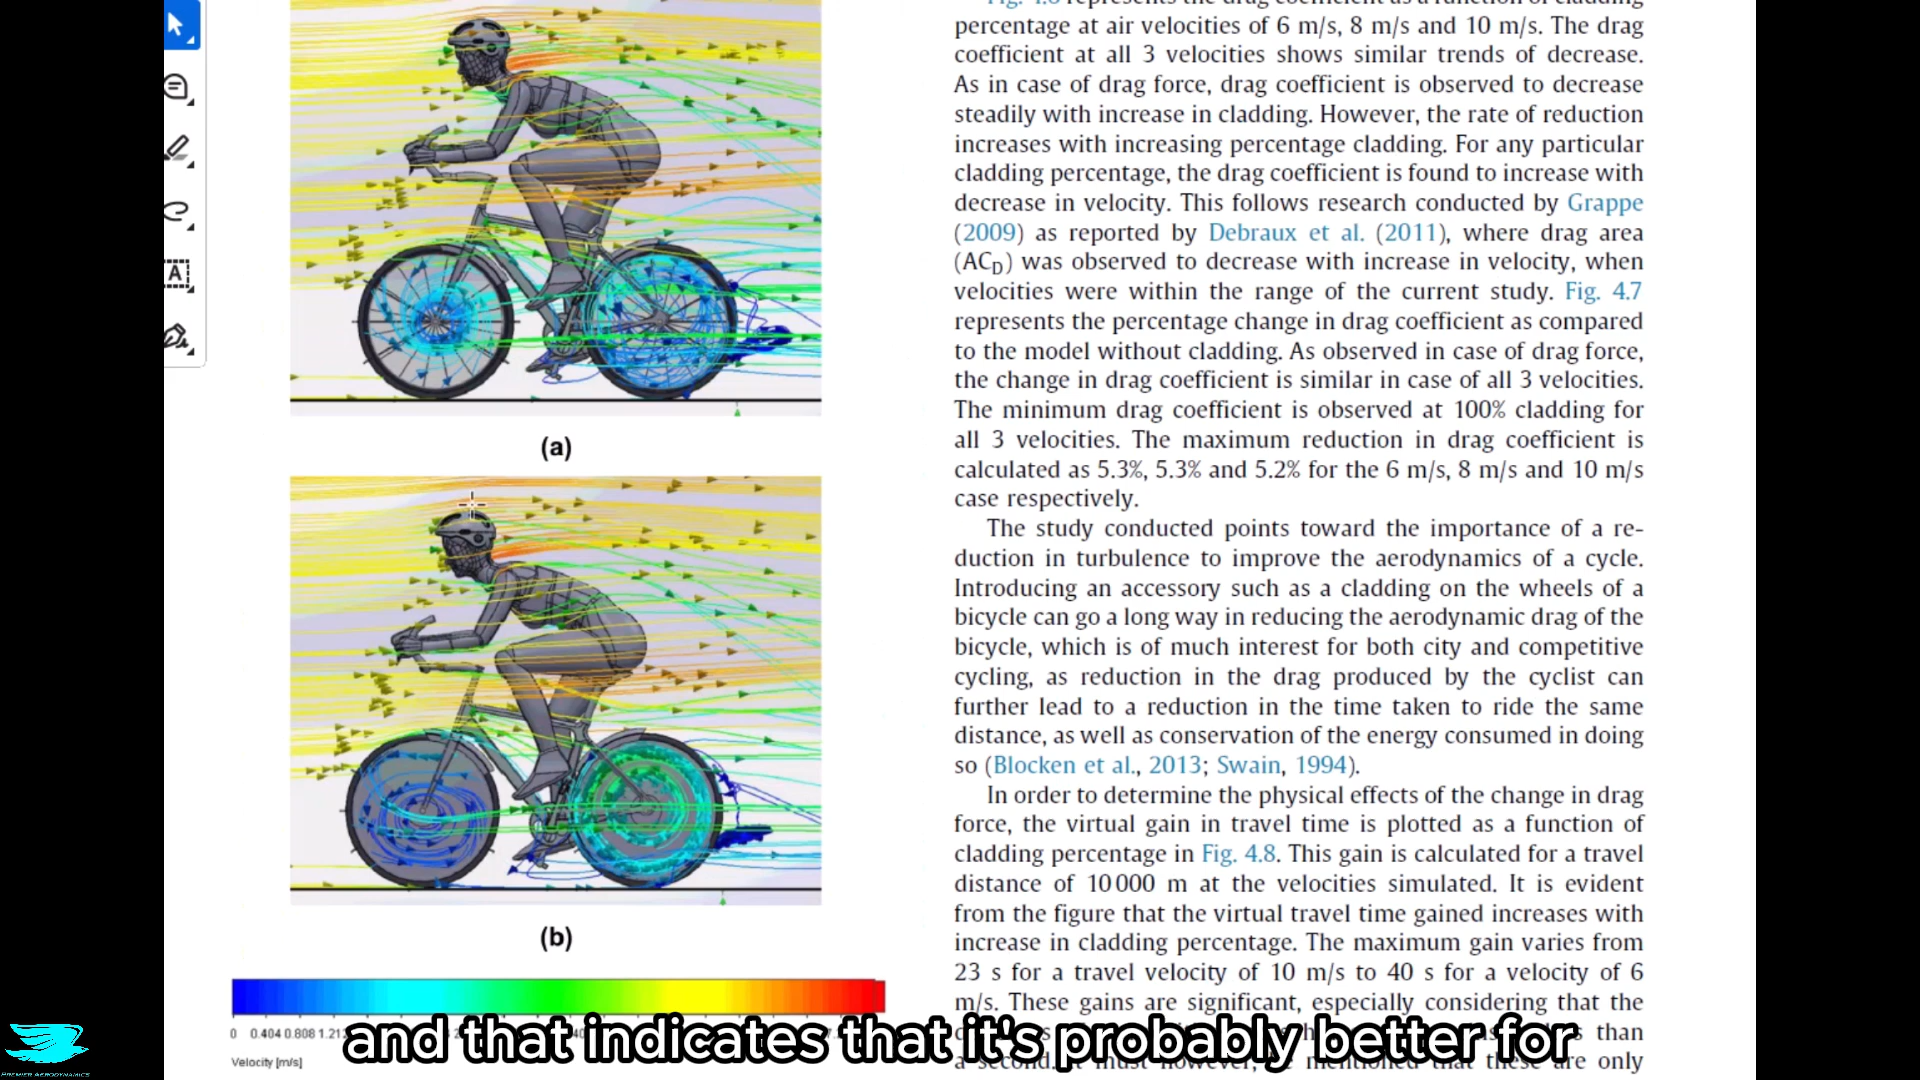 percentage at air velocities of 6 m/s, 8 m/s and 10 m/s. The drag
coefficient at all 3 velocities shows similar trends of decrease.
As in case of drag force, drag coefficient is observed to decrease
steadily with increase in cladding. However, the rate of reduction
increases with increasing percentage cladding. For any particular
cladding percentage, the drag coefficient is found to increase with
decrease in velocity. This follows research conducted by Grappe
(2009) as reported by Debraux et al. (2011), where drag area
(ACD) was observed to decrease with increase in velocity, when
velocities were within the range of the current study. Fig. 4.7
represents the percentage change in drag coefficient as compared
to the model without cladding. As observed in case of drag force,
the change in drag coefficient is similar in case of all 3 velocities.
The minimum drag coefficient is observed at 100% cladding for
all 3 velocities. The maximum reduction in drag coefficient is
calculated as 5.3%, 5.3% and 5.2% for the 6 m/s, 8 m/s and 10 m/s
case respectively.
The study conducted points toward the importance of a re-
duction in turbulence to improve the aerodynamics of a cycle.
Introducing an accessory such as a cladding on the wheels of a
bicycle can go a long way in reducing the aerodynamic drag of the
bicycle, which is of much interest for both city and competitive
cycling, as reduction in the drag produced by the cyclist can
further lead to a reduction in the time taken to ride the same
distance, as well as conservation of the energy consumed in doing
so (Blocken et al., 2013; Swain, 1994).
In order to determine the physical effects of the change in drag
force, the virtual gain in travel time is plotted as a function of
cladding percentage in Fig. 4.8. This gain is calculated for a travel
distance of 10 000 m at the velocities simulated. It is evident
from the figure that the virtual travel time gained increases with
increase in cladding percentage. The maximum gain varies from
23 s for a travel velocity of 10 m/s to 40 s for a velocity of 6
m/s. These gains are significant, especially considering that the
than
a second. these are only
(a)
(b)
0 0.404 0.808 1.212
Velocity [m/s]
and that indicates that it's probably better for
PREMIER AERODYNAMICS
A